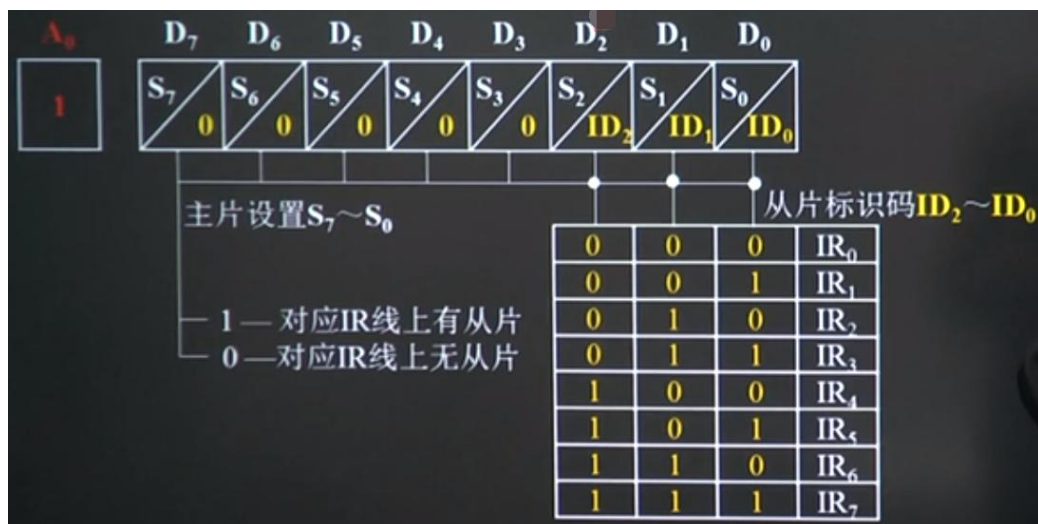 A₀ D₇ D₆ D₅ D₄ D₃ D₂ D₁ D₀
1 S₇ S₆ S₅ S₄ S₃ S₂ S₁ S₀
0 0 0 0 0 ID₂ ID₁ ID₀
主片设置S₇～S₀
从片标识码ID₂～ID₀
1 — 对应IR线上有从片
0 —对应IR线上无从片
0 0 0 IR₀
0 0 1 IR₁
0 1 0 IR₂
0 1 1 IR₃
1 0 0 IR₄
1 0 1 IR₅
1 1 0 IR₆
1 1 1 IR₇